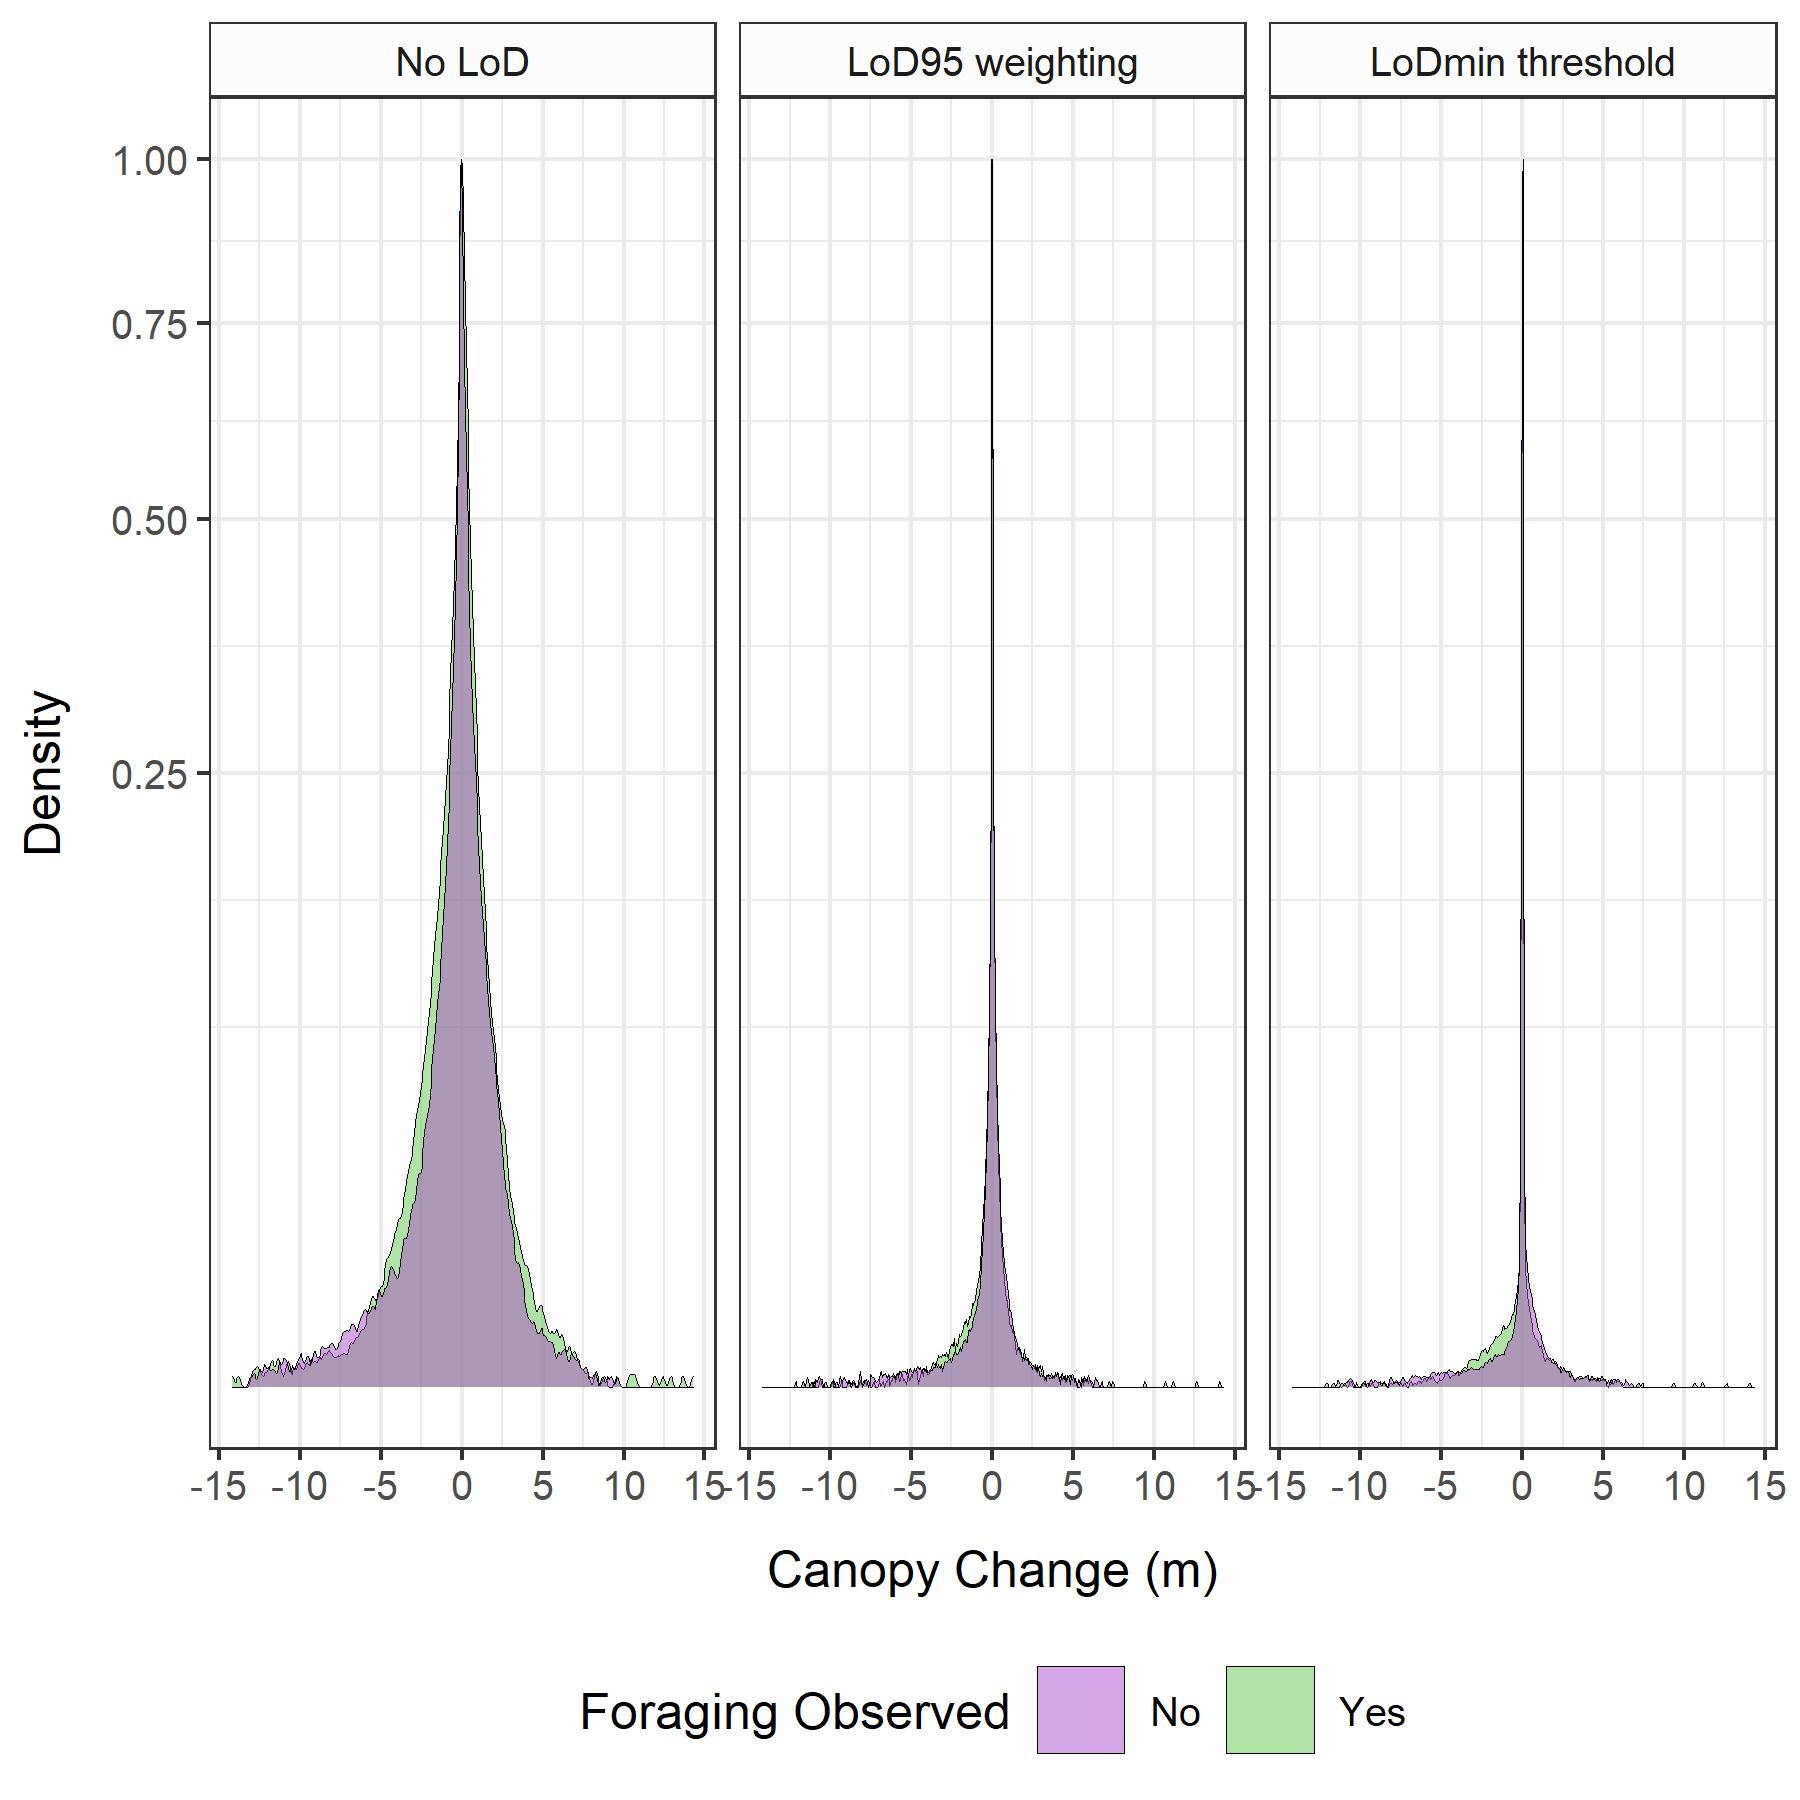 No LoD
LoD95 weighting
LoDmin threshold
1.00
0.75
0.50
0.25
Density
-15 -10 -5 0 5 10 15
-15 -10 -5 0 5 10 15
-15 -10 -5 0 5 10 15
Canopy Change (m)
Foraging Observed No Yes